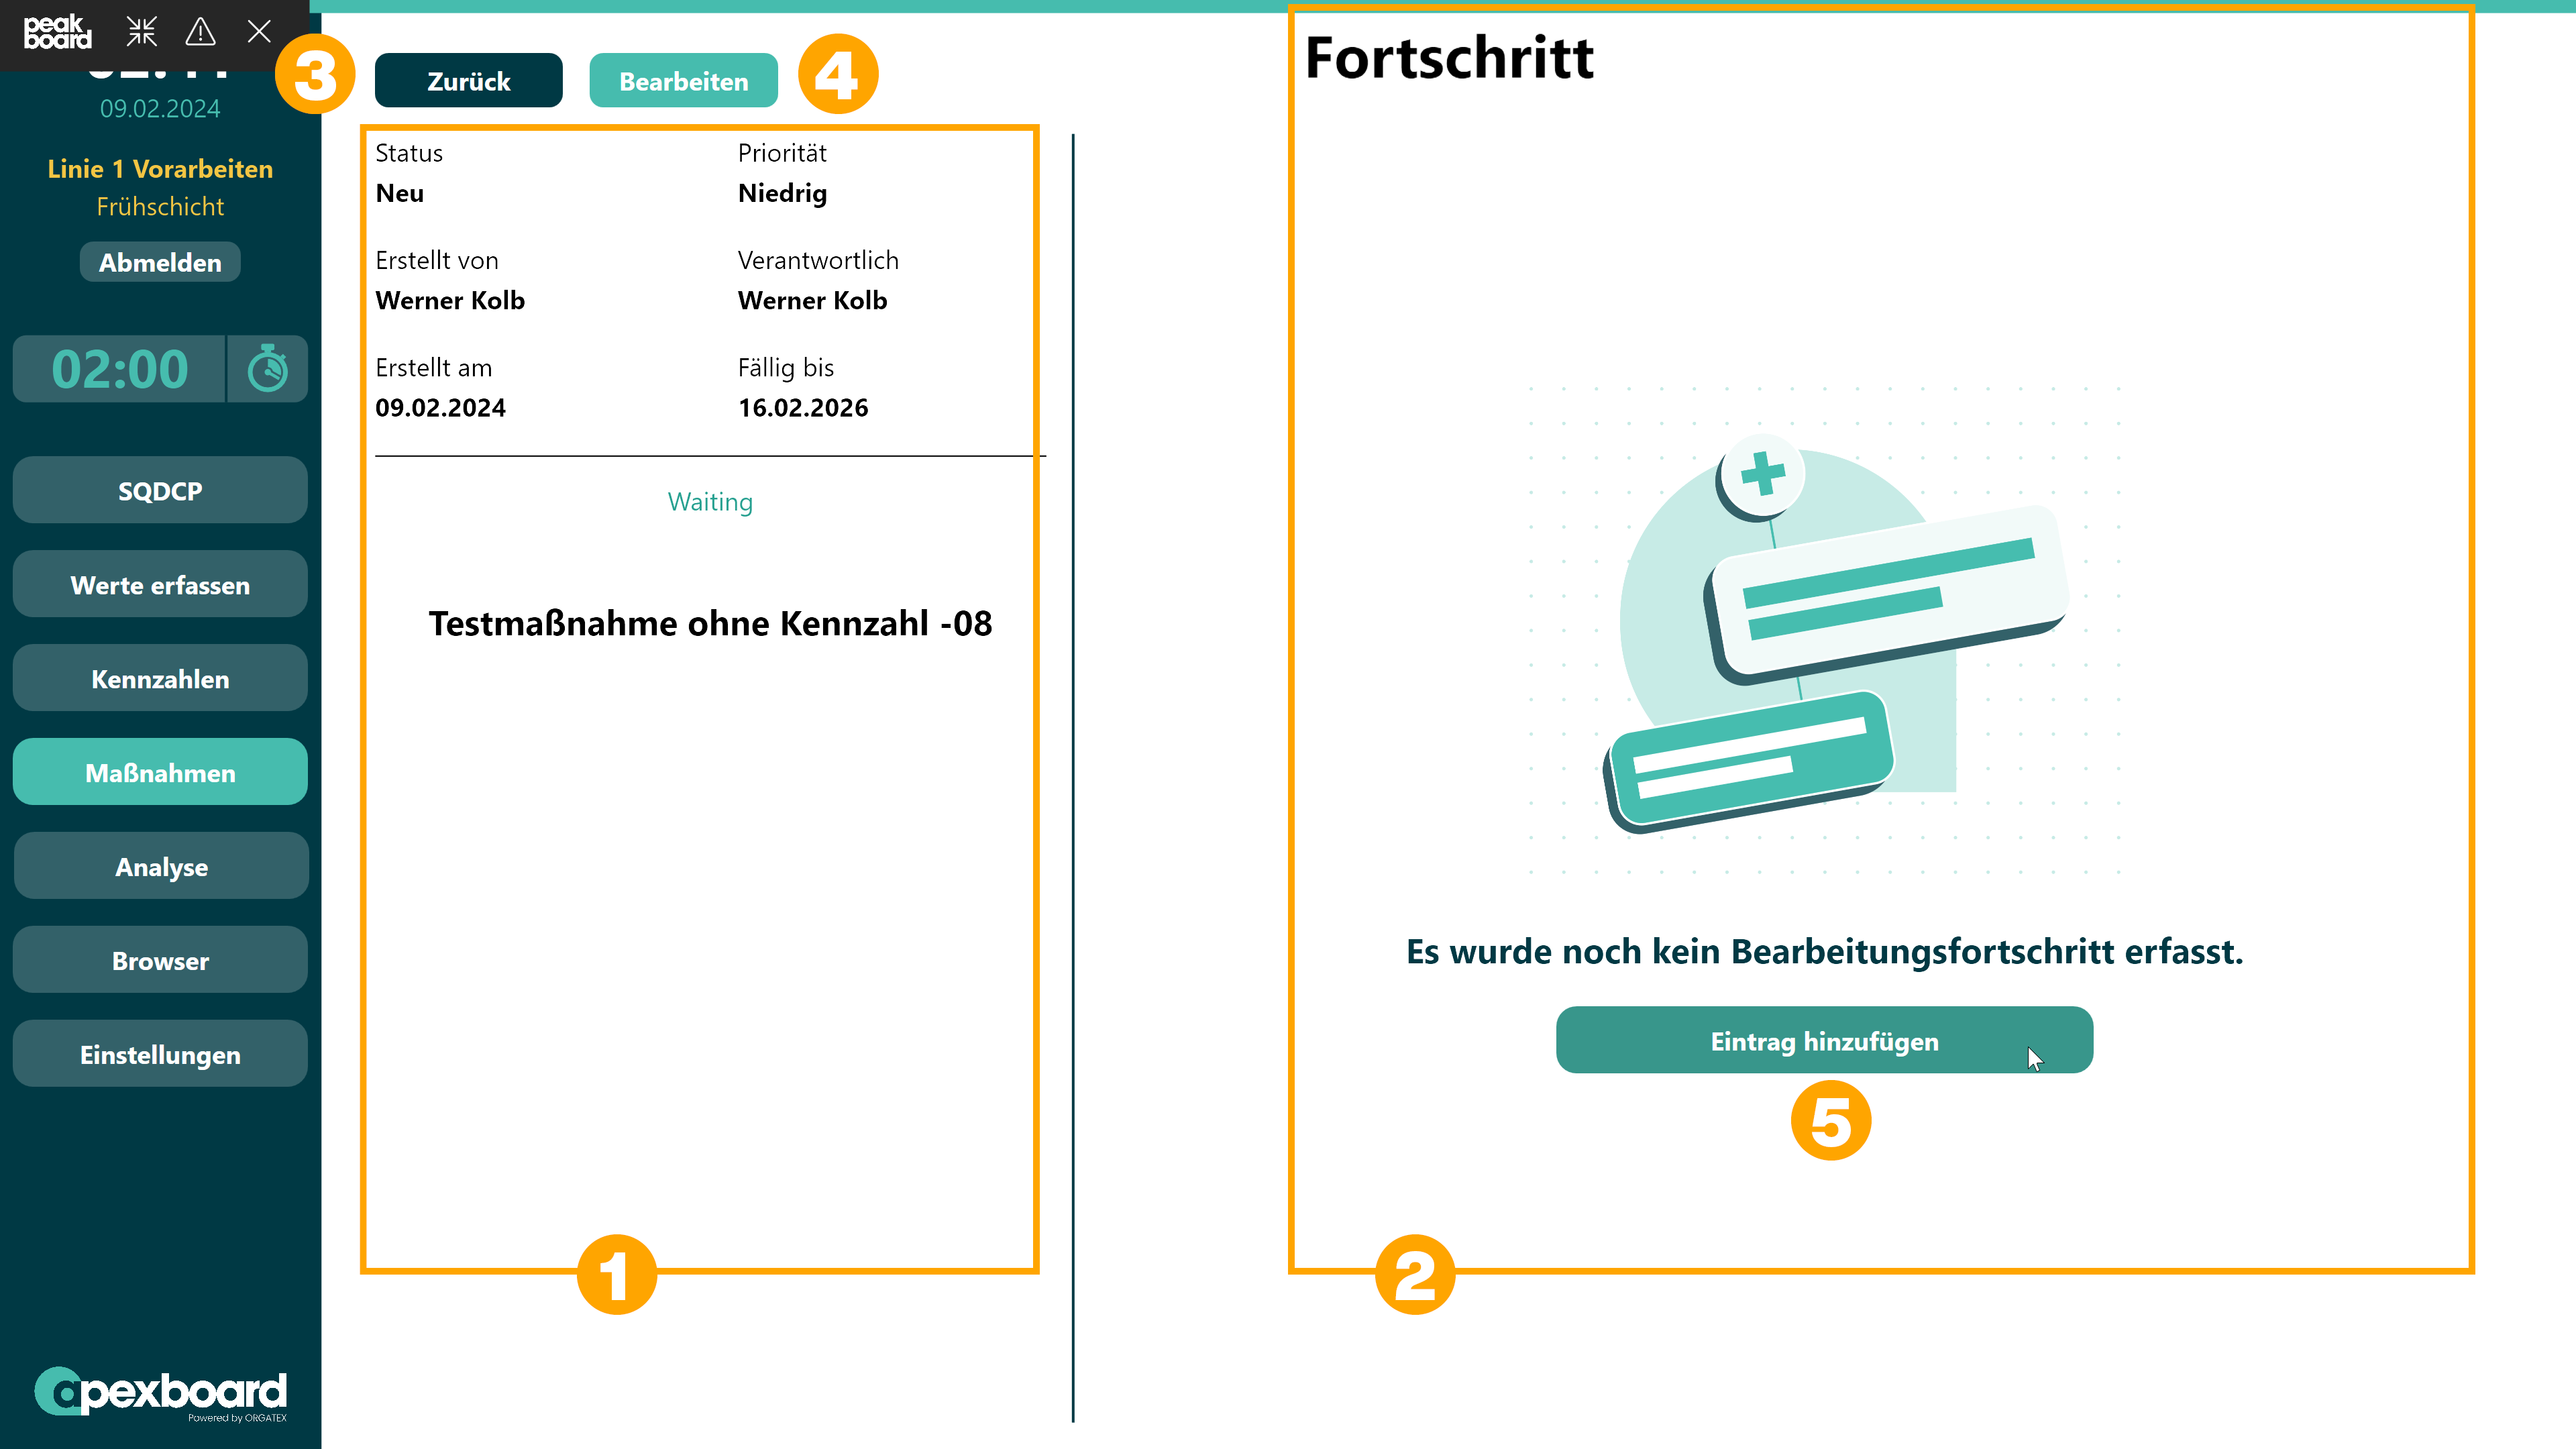 peak
board
09.02.2024
Linie 1 Vorarbeiten
Frühschicht
Abmelden
02:00
SQDCP
Werte erfassen
Kennzahlen
Maßnahmen
Analyse
Browser
Einstellungen
apexboard
Powered by ORGATEX
3
Zurück
Bearbeiten
4
Status
Priorität
Neu
Niedrig
Erstellt von
Verantwortlich
Werner Kolb
Werner Kolb
Erstellt am
Fällig bis
09.02.2024
16.02.2026
Waiting
Testmaßnahme ohne Kennzahl -08
1
Fortschritt
Es wurde noch kein Bearbeitungsfortschritt erfasst.
Eintrag hinzufügen
5
2